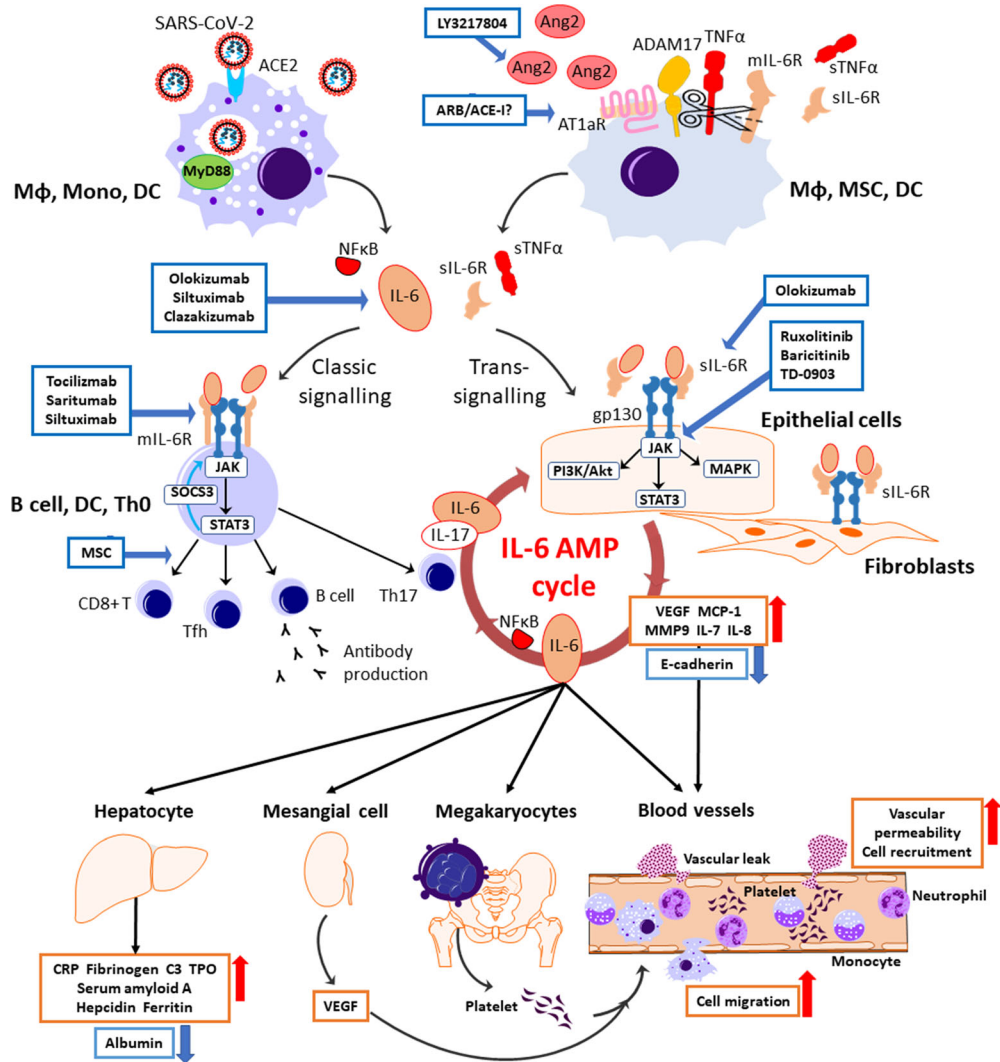 SARS-CoV-2
ACE2
MyD88
Mϕ, Mono, DC
LY3217804
Ang2
Ang2
Ang2
ARB/ACE-I?
AT1aR
ADAM17
TNFα
mIL-6R
sTNFα
sIL-6R
Mϕ, MSC, DC
NFκB
IL-6
sIL-6R
sTNFα
Olokizumab
Siltuximab
Clazakizumab
Classic
signalling
Trans-
signalling
Tocilizmab
Saritumab
Siltuximab
mIL-6R
JAK
SOCS3
STAT3
B cell, DC, Th0
MSC
CD8+ T
Tfh
B cell
Th17
Antibody
production
Olokizumab
Ruxolitinib
Baricitinib
TD-0903
sIL-6R
gp130
Epithelial cells
JAK
PI3K/Akt
MAPK
STAT3
sIL-6R
Fibroblasts
IL-6
IL-17
IL-6 AMP
cycle
NFκB
IL-6
VEGF MCP-1
MMP9 IL-7 IL-8
E-cadherin
Hepatocyte
Mesangial cell
Megakaryocytes
Blood vessels
CRP Fibrinogen C3 TPO
Serum amyloid A
Hepcidin Ferritin
Albumin
VEGF
Platelet
Vascular leak
Platelet
Vascular
permeability
Cell recruitment
Neutrophil
Monocyte
Cell migration